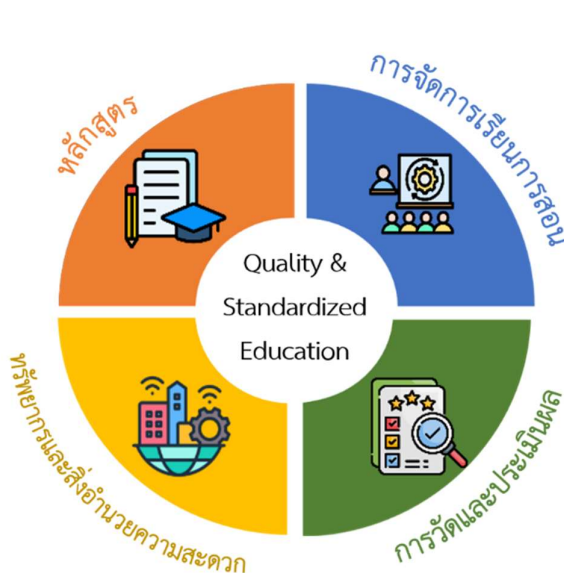 หลักสูตร
การจัดการเรียนการสอน
Quality &
Standardized
Education
ทรัพยากรและสิ่งอำนวยความสะดวก
การวัดและประเมินผล